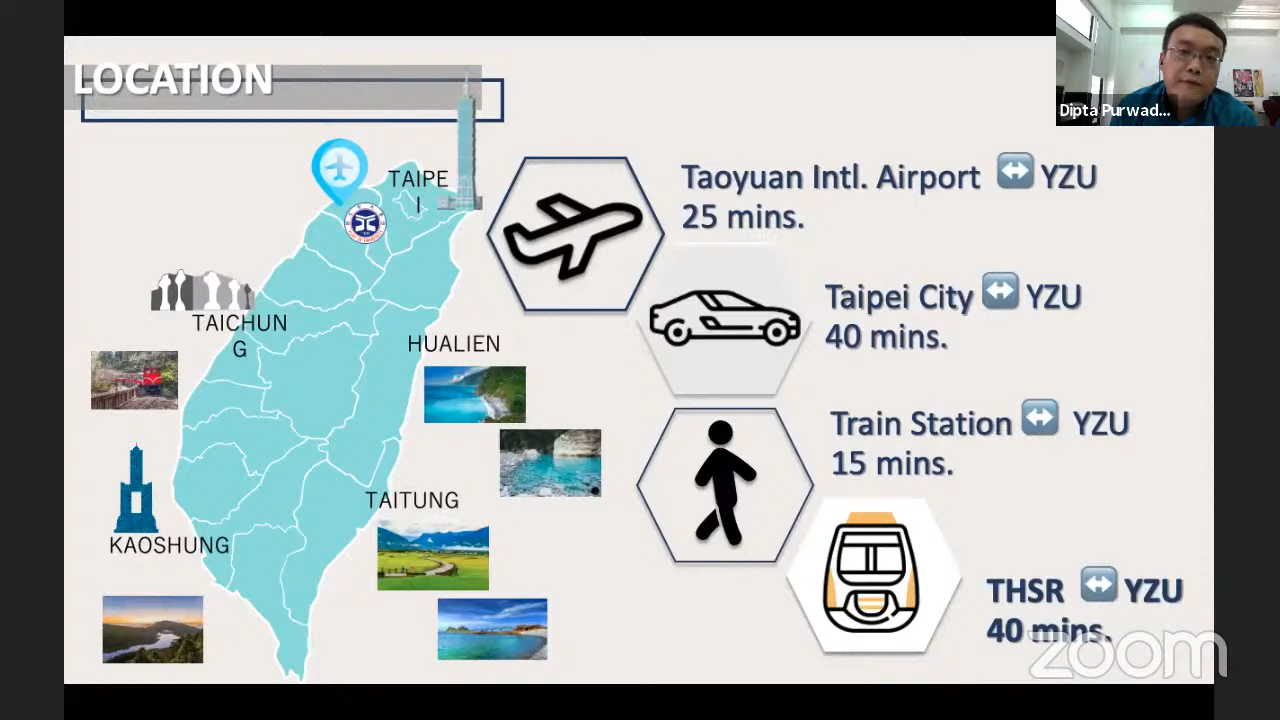 LOCATION
Dipta Purwad...
TAIPE
I
Taoyuan Intl. Airport ↔ YZU
25 mins.
TAICHUN
G
Taipei City ↔ YZU
40 mins.
HUALIEN
Train Station ↔ YZU
15 mins.
TAITUNG
KAOSHUNG
THSR ↔ YZU
40 mins.
zoom